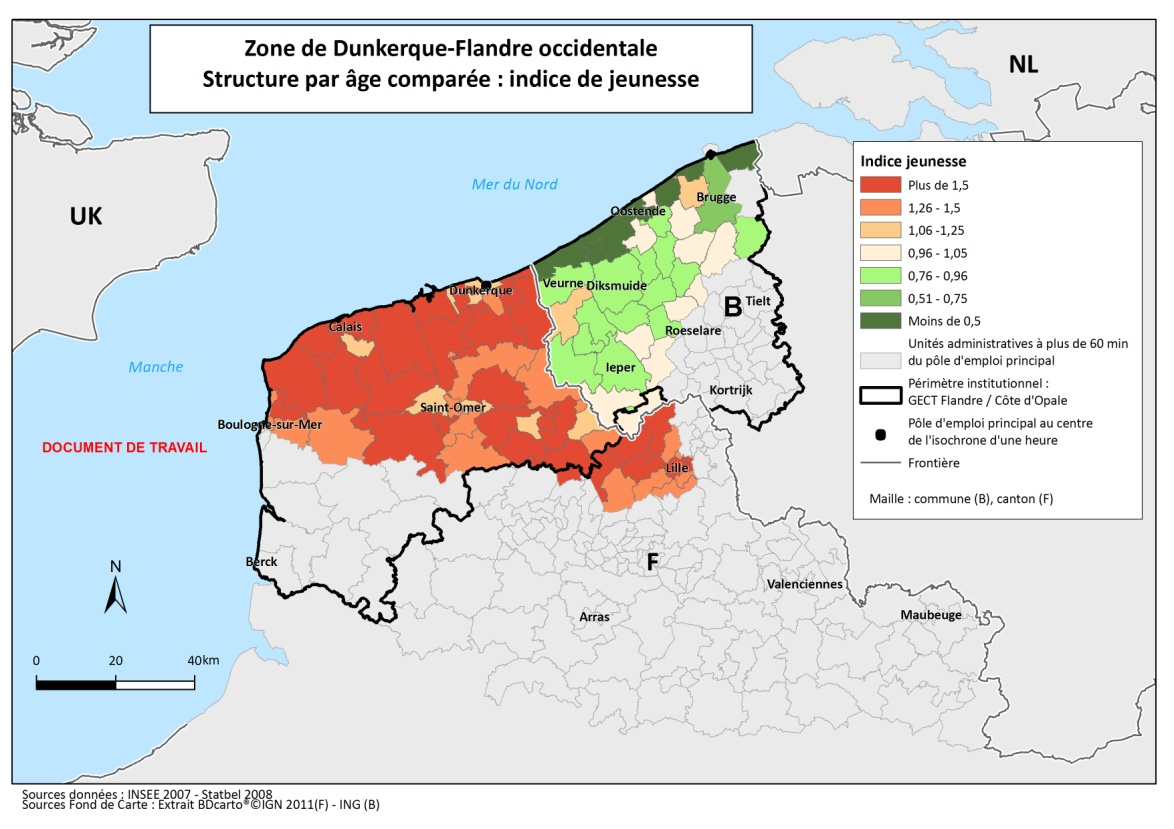 Zone de Dunkerque-Flandre occidentale
Structure par âge comparée : indice de jeunesse
NL
UK
Mer du Nord
Manche
DOCUMENT DE TRAVAIL
Brugge
Oostende
Veurne
Diksmuide
Dunkerque
Calais
B
Tielt
Roeselare
Ieper
Kortrijk
Saint-Omer
Boulogne-sur-Mer
Lille
Berck
F
Arras
Valenciennes
Maubeuge
N
0 20 40km
Indice jeunesse
Plus de 1,5
1,26 - 1,5
1,06 -1,25
0,96 - 1,05
0,76 - 0,96
0,51 - 0,75
Moins de 0,5
Unités administratives à plus de 60 min
du pôle d'emploi principal
Périmètre institutionnel :
GECT Flandre / Côte d'Opale
Pôle d'emploi principal au centre
de l'isochrone d'une heure
Frontière
Maille : commune (B), canton (F)
Sources données : INSEE 2007 - Statbel 2008
Sources Fond de Carte : Extrait BDcarto®©IGN 2011(F) - ING (B)